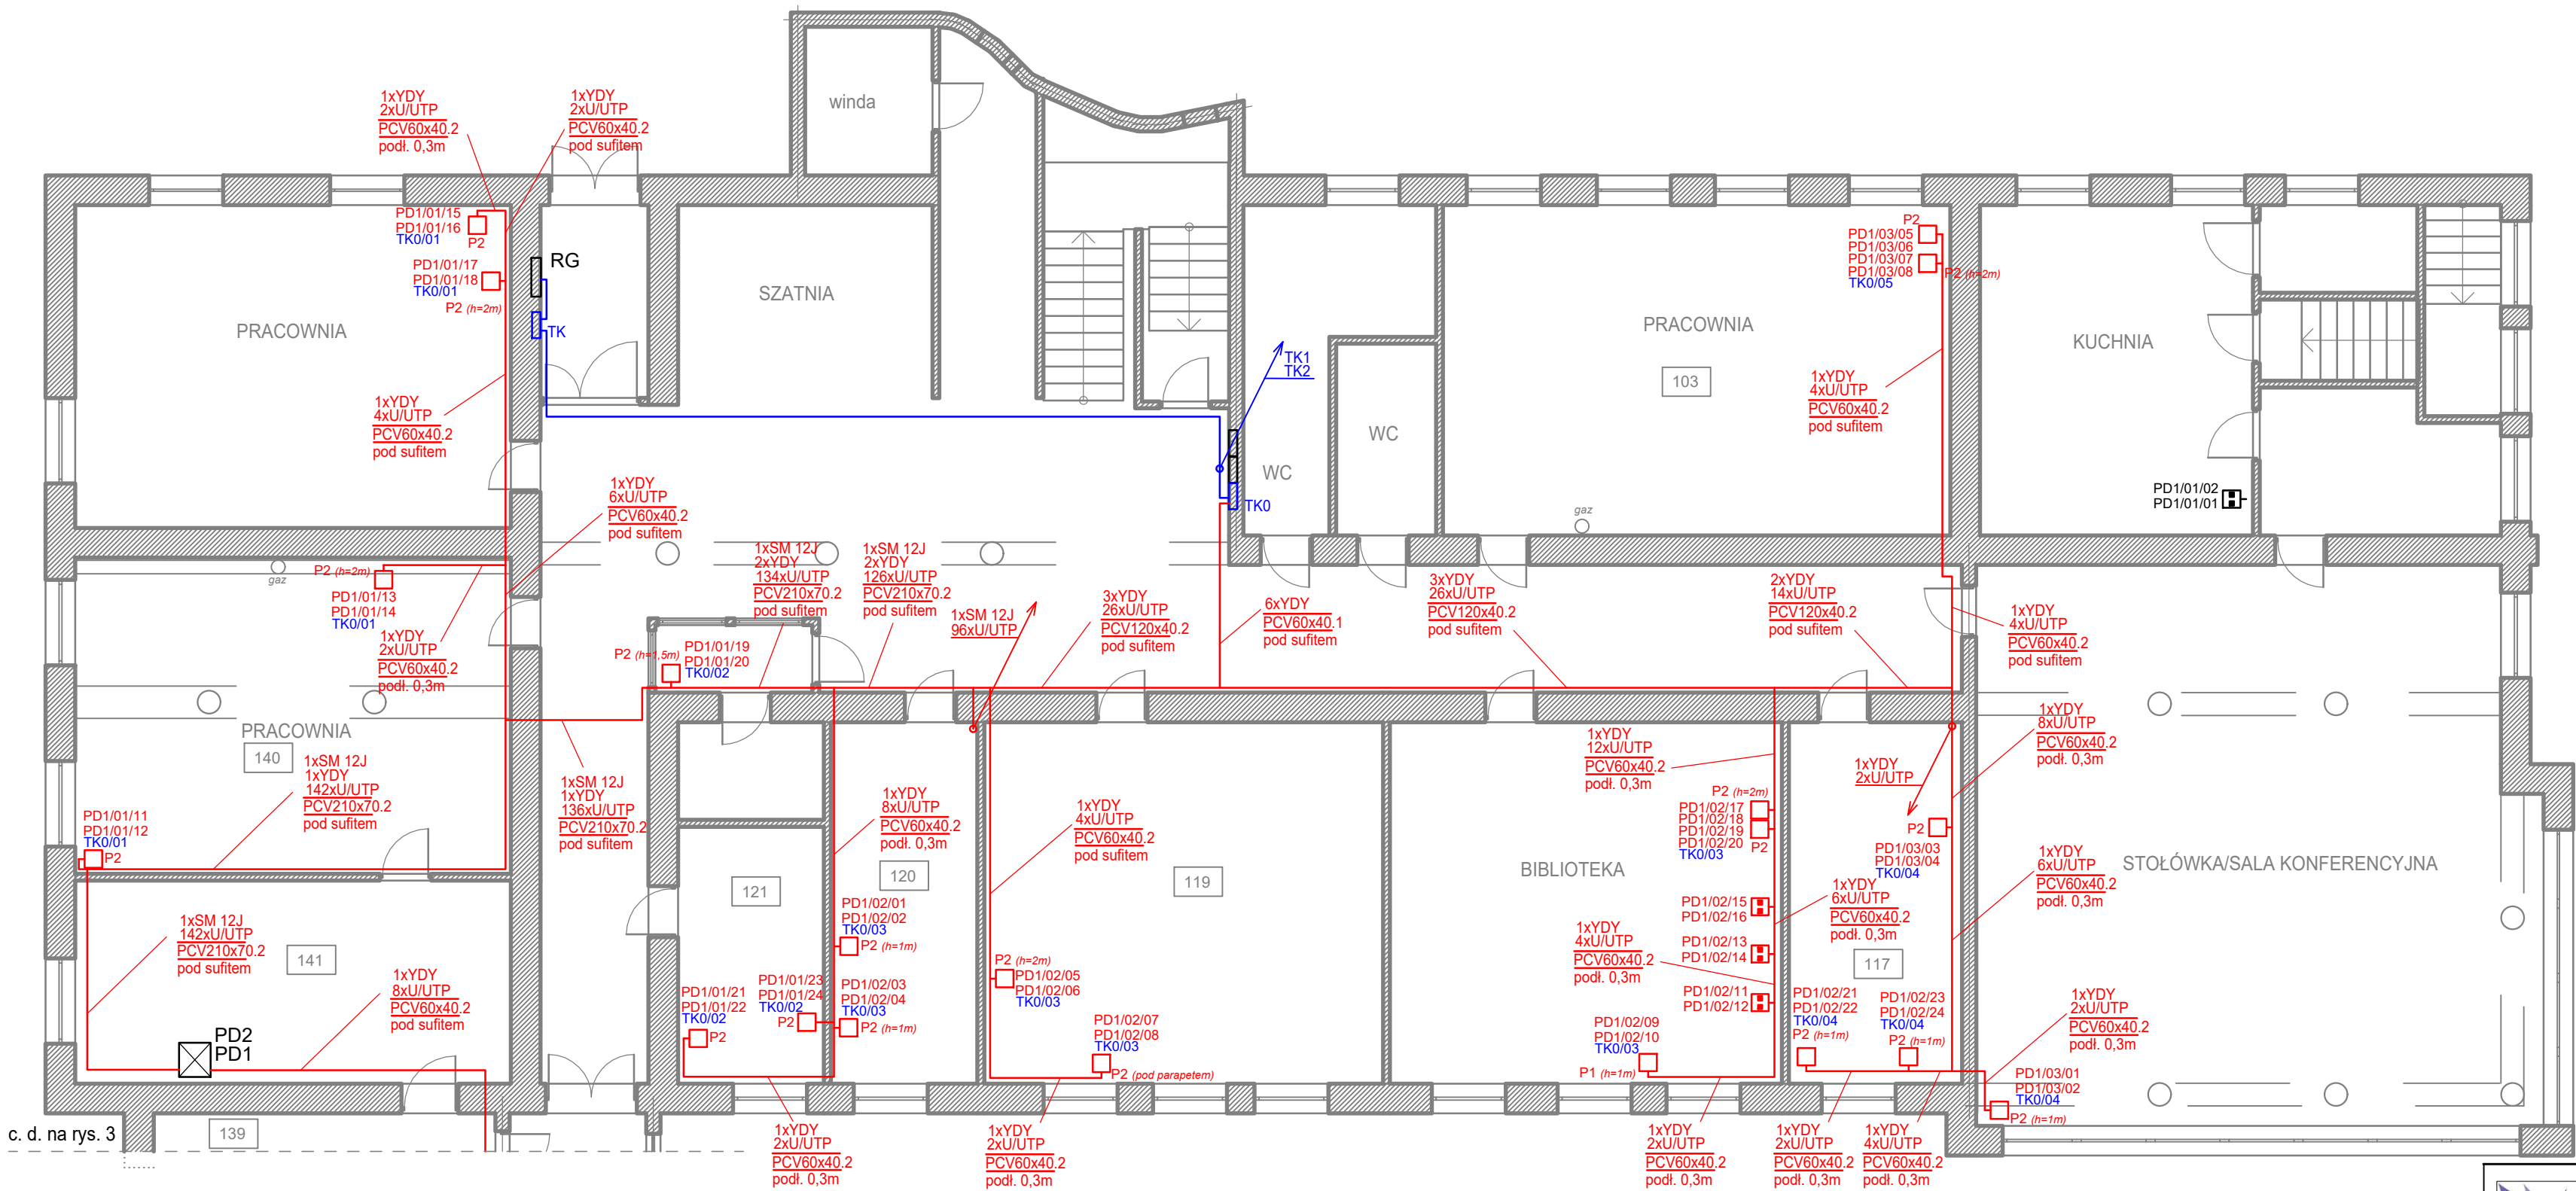 1xYDY
2xU/UTP
PCV60x40.2
podł. 0,3m
1xYDY
2xU/UTP
PCV60x40.2
pod sufitem
winda
PD1/01/15
PD1/01/16
TK0/01
P2
RG
PD1/01/17
PD1/01/18
TK0/01
P2 (h=2m)
TK
PRACOWNIA
SZATNIA
1xYDY
4xU/UTP
PCV60x40.2
pod sufitem
TK1
TK2
TK0
WC
WC
PRACOWNIA
103
P2
PD1/03/05
PD1/03/06
PD1/03/07
PD1/03/08
TK0/05
P2 (h=2m)
1xYDY
4xU/UTP
PCV60x40.2
pod sufitem
gaz
KUCHNIA
PD1/01/02
PD1/01/01
1xYDY
6xU/UTP
PCV60x40.2
pod sufitem
gaz
P2 (h=2m)
PD1/01/13
PD1/01/14
TK0/01
1xYDY
2xU/UTP
PCV60x40.2
podł. 0,3m
1xSM 12J
2xYDY
134xU/UTP
PCV210x70.2
pod sufitem
1xSM 12J
2xYDY
126xU/UTP
PCV210x70.2
pod sufitem
1xSM 12J
96xU/UTP
3xYDY
26xU/UTP
PCV120x40.2
pod sufitem
6xYDY
PCV60x40.1
pod sufitem
3xYDY
26xU/UTP
PCV120x40.2
pod sufitem
2xYDY
14xU/UTP
PCV120x40.2
pod sufitem
1xYDY
4xU/UTP
PCV60x40.2
pod sufitem
P2 (h=1,5m)
PD1/01/19
PD1/01/20
TK0/02
PRACOWNIA
140
1xSM 12J
1xYDY
142xU/UTP
PCV210x70.2
pod sufitem
PD1/01/11
PD1/01/12
TK0/01
P2
1xSM 12J
1xYDY
136xU/UTP
PCV210x70.2
pod sufitem
1xYDY
8xU/UTP
PCV60x40.2
podł. 0,3m
1xYDY
4xU/UTP
PCV60x40.2
pod sufitem
1xYDY
12xU/UTP
PCV60x40.2
podł. 0,3m
P2 (h=2m)
PD1/02/17
PD1/02/18
PD1/02/19
PD1/02/20
TK0/03
P2
1xYDY
2xU/UTP
1xYDY
8xU/UTP
PCV60x40.2
podł. 0,3m
P2
PD1/03/03
PD1/03/04
TK0/04
1xYDY
6xU/UTP
PCV60x40.2
podł. 0,3m
121
120
119
BIBLIOTEKA
STOŁÓWKA/SALA KONFERENCYJNA
1xYDY
6xU/UTP
PCV60x40.2
podł. 0,3m
117
PD1/02/15
PD1/02/16
1xYDY
4xU/UTP
PCV60x40.2
podł. 0,3m
PD1/02/13
PD1/02/14
PD1/02/11
PD1/02/12
1xSM 12J
142xU/UTP
PCV210x70.2
pod sufitem
141
1xYDY
8xU/UTP
PCV60x40.2
pod sufitem
PD2
PD1
PD1/02/01
PD1/02/02
TK0/03
P2 (h=1m)
PD1/01/21
PD1/01/22
TK0/02
P2
PD1/01/23
PD1/01/24
TK0/02
P2
PD1/02/03
PD1/02/04
TK0/03
P2 (h=1m)
P2 (h=2m)
PD1/02/05
PD1/02/06
TK0/03
PD1/02/07
PD1/02/08
TK0/03
P2 (pod parapetem)
PD1/02/09
PD1/02/10
TK0/03
P1 (h=1m)
PD1/02/21
PD1/02/22
TK0/04
P2 (h=1m)
PD1/02/23
PD1/02/24
TK0/04
P2 (h=1m)
1xYDY
2xU/UTP
PCV60x40.2
podł. 0,3m
PD1/03/01
PD1/03/02
TK0/04
P2 (h=1m)
c. d. na rys. 3
139
1xYDY
2xU/UTP
PCV60x40.2
podł. 0,3m
1xYDY
2xU/UTP
PCV60x40.2
podł. 0,3m
1xYDY
2xU/UTP
PCV60x40.2
podł. 0,3m
1xYDY
2xU/UTP
PCV60x40.2
podł. 0,3m
1xYDY
4xU/UTP
PCV60x40.2
podł. 0,3m